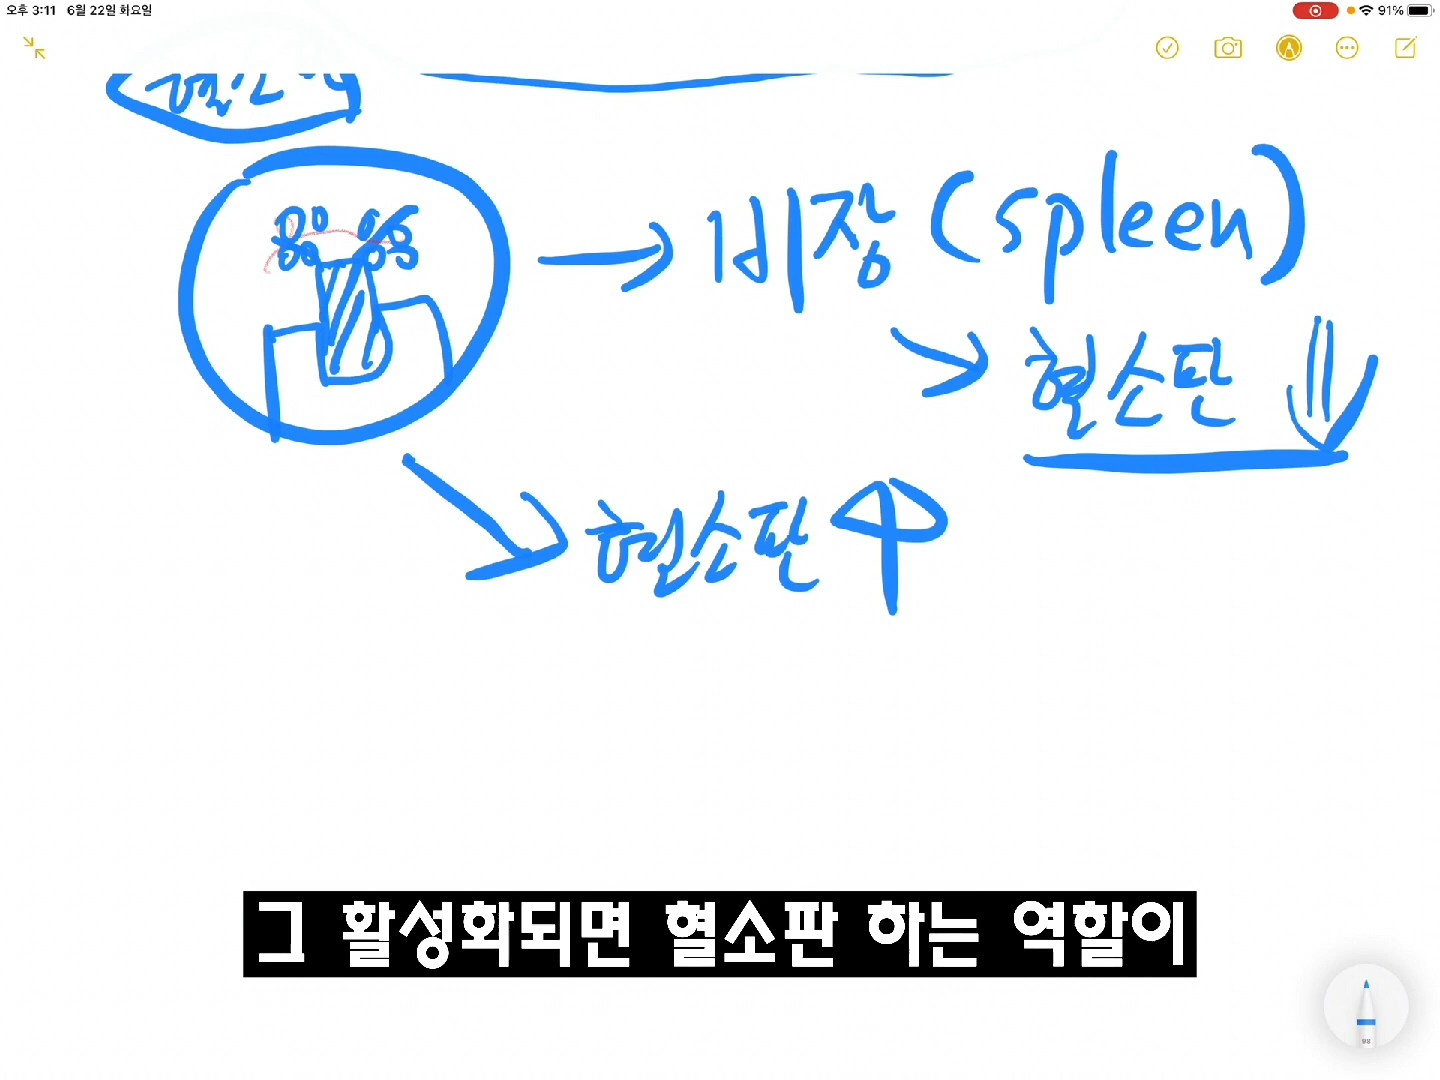 오후 3:11 6월 22일 화요일
91%
비장 (spleen)
혈소판
혈소판
그 활성화되면 혈소판 하는 역할이
98